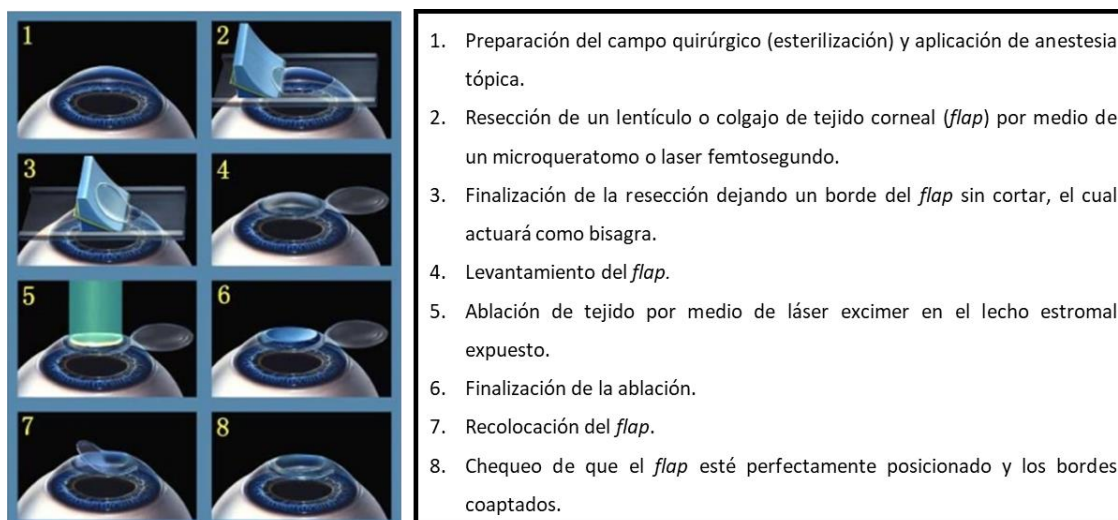 1
2
3
4
5
6
7
8
1. Preparación del campo quirúrgico (esterilización) y aplicación de anestesia
tópica.
2. Resección de un lentículo o colgajo de tejido corneal (flap) por medio de
un microqueratomo o laser femtosegundo.
3. Finalización de la resección dejando un borde del flap sin cortar, el cual
actuará como bisagra.
4. Levantamiento del flap.
5. Ablación de tejido por medio de láser excimer en el lecho estromal
expuesto.
6. Finalización de la ablación.
7. Recolocación del flap.
8. Chequeo de que el flap esté perfectamente posicionado y los bordes
coaptados.